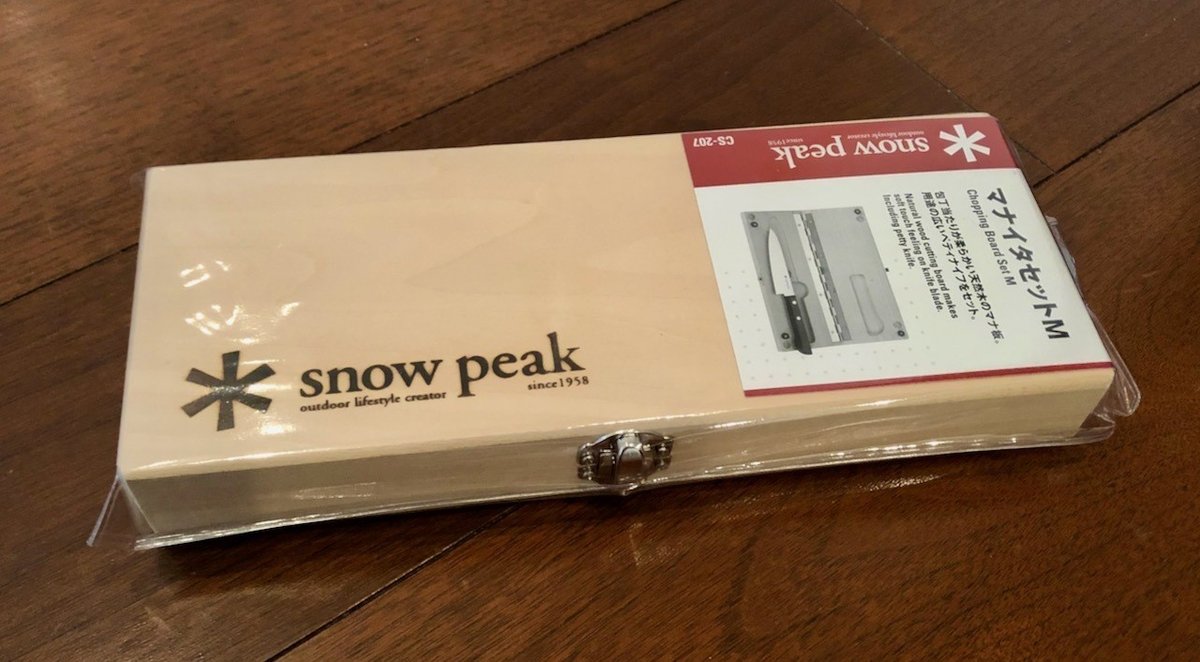 snow peak
outdoor lifestyle creator
since1958
snow peak
outdoor lifestyle creator
since1958
CS-207
マナイタセットM
Chopping Board Set M
包丁当たりが柔らかい天然木のマナ板。
用途の広いペティナイフをセット。
Natural wood cutting board makes
soft touch feeling on knife blade.
Including petty knife.